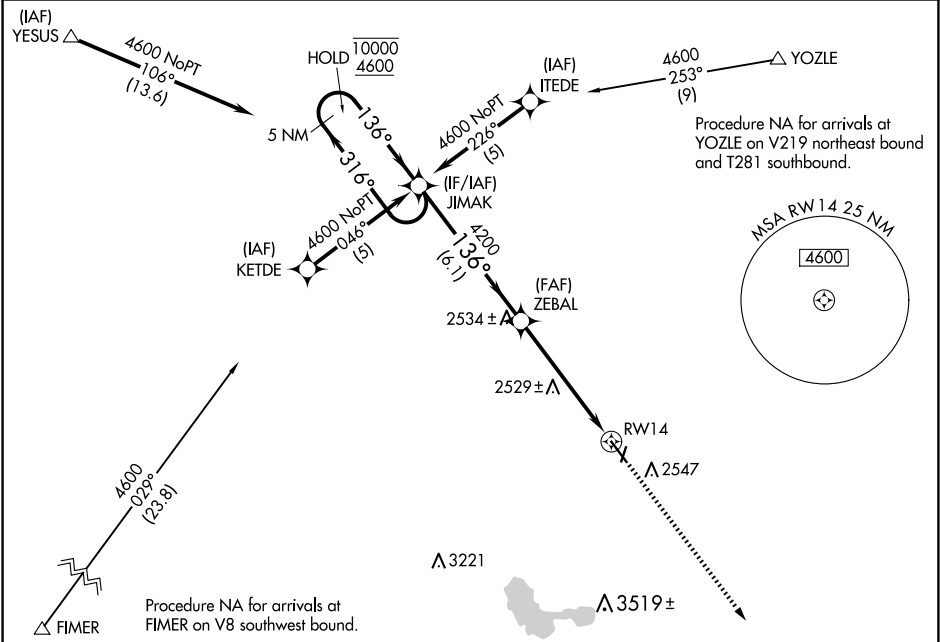 (IAF)
YESUS
4600 NoPT
106°
(13.6)
HOLD
10000
4600
5 NM
136°
316°
(IAF)
ITEDE
4600 NoPT
226°
(5)
4600
253°
(9)
YOZLE
Procedure NA for arrivals at
YOZLE on V219 northeast bound
and T281 southbound.
(IF/IAF)
JIMAK
4600 NoPT
046°
(5)
(IAF)
KETDE
4200
136°
(6.1)
(FAF)
ZEBAL
2534 ±
2529 ±
RW14
2547
MSA RW14 25 NM
4600
4600
029°
(23.8)
3221
3519 ±
FIMER
Procedure NA for arrivals at
FIMER on V8 southwest bound.